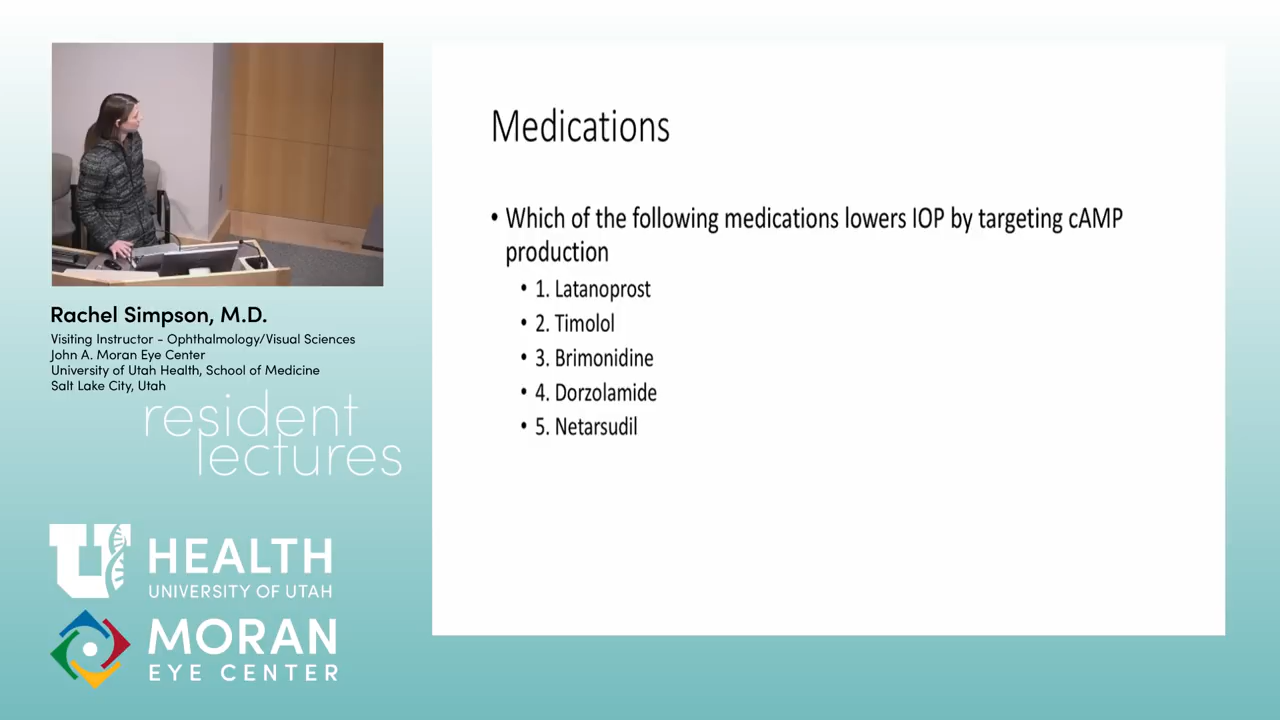 Medications
• Which of the following medications lowers IOP by targeting cAMP
production
• 1. Latanoprost
• 2. Timolol
• 3. Brimonidine
• 4. Dorzolamide
• 5. Netarsudil
Rachel Simpson, M.D.
Visiting Instructor - Ophthalmology/Visual Sciences
John A. Moran Eye Center
University of Utah Health, School of Medicine
Salt Lake City, Utah
resident
lectures
U HEALTH
UNIVERSITY OF UTAH
MORAN
EYE CENTER